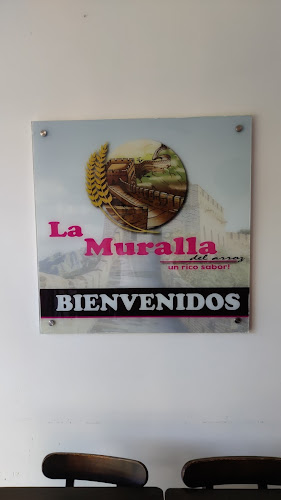 La
Muralla
del arroz
un rico sabor!
BIENVENIDOS